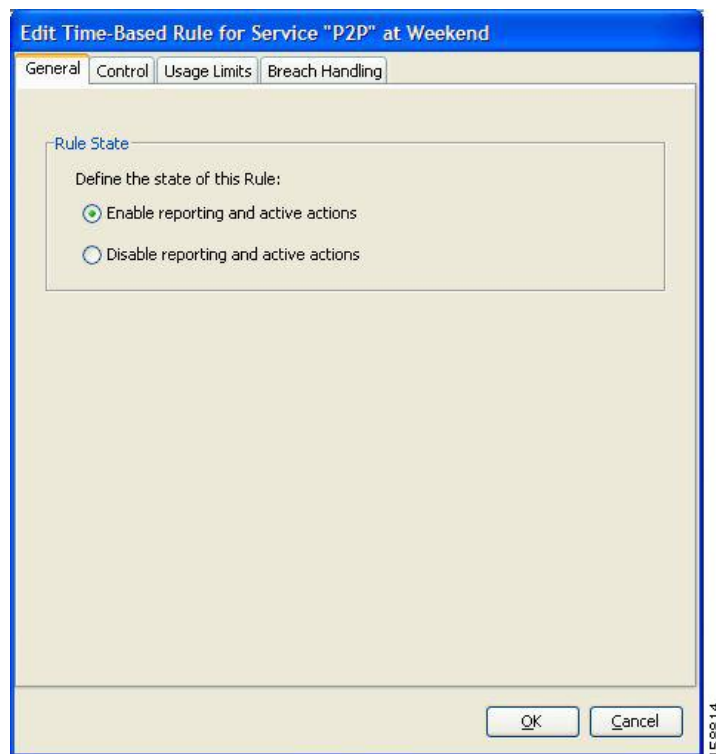 Edit Time-Based Rule for Service "P2P" at Weekend
General Control Usage Limits Breach Handling
Rule State
Define the state of this Rule:
Enable reporting and active actions
Disable reporting and active actions
OK Cancel